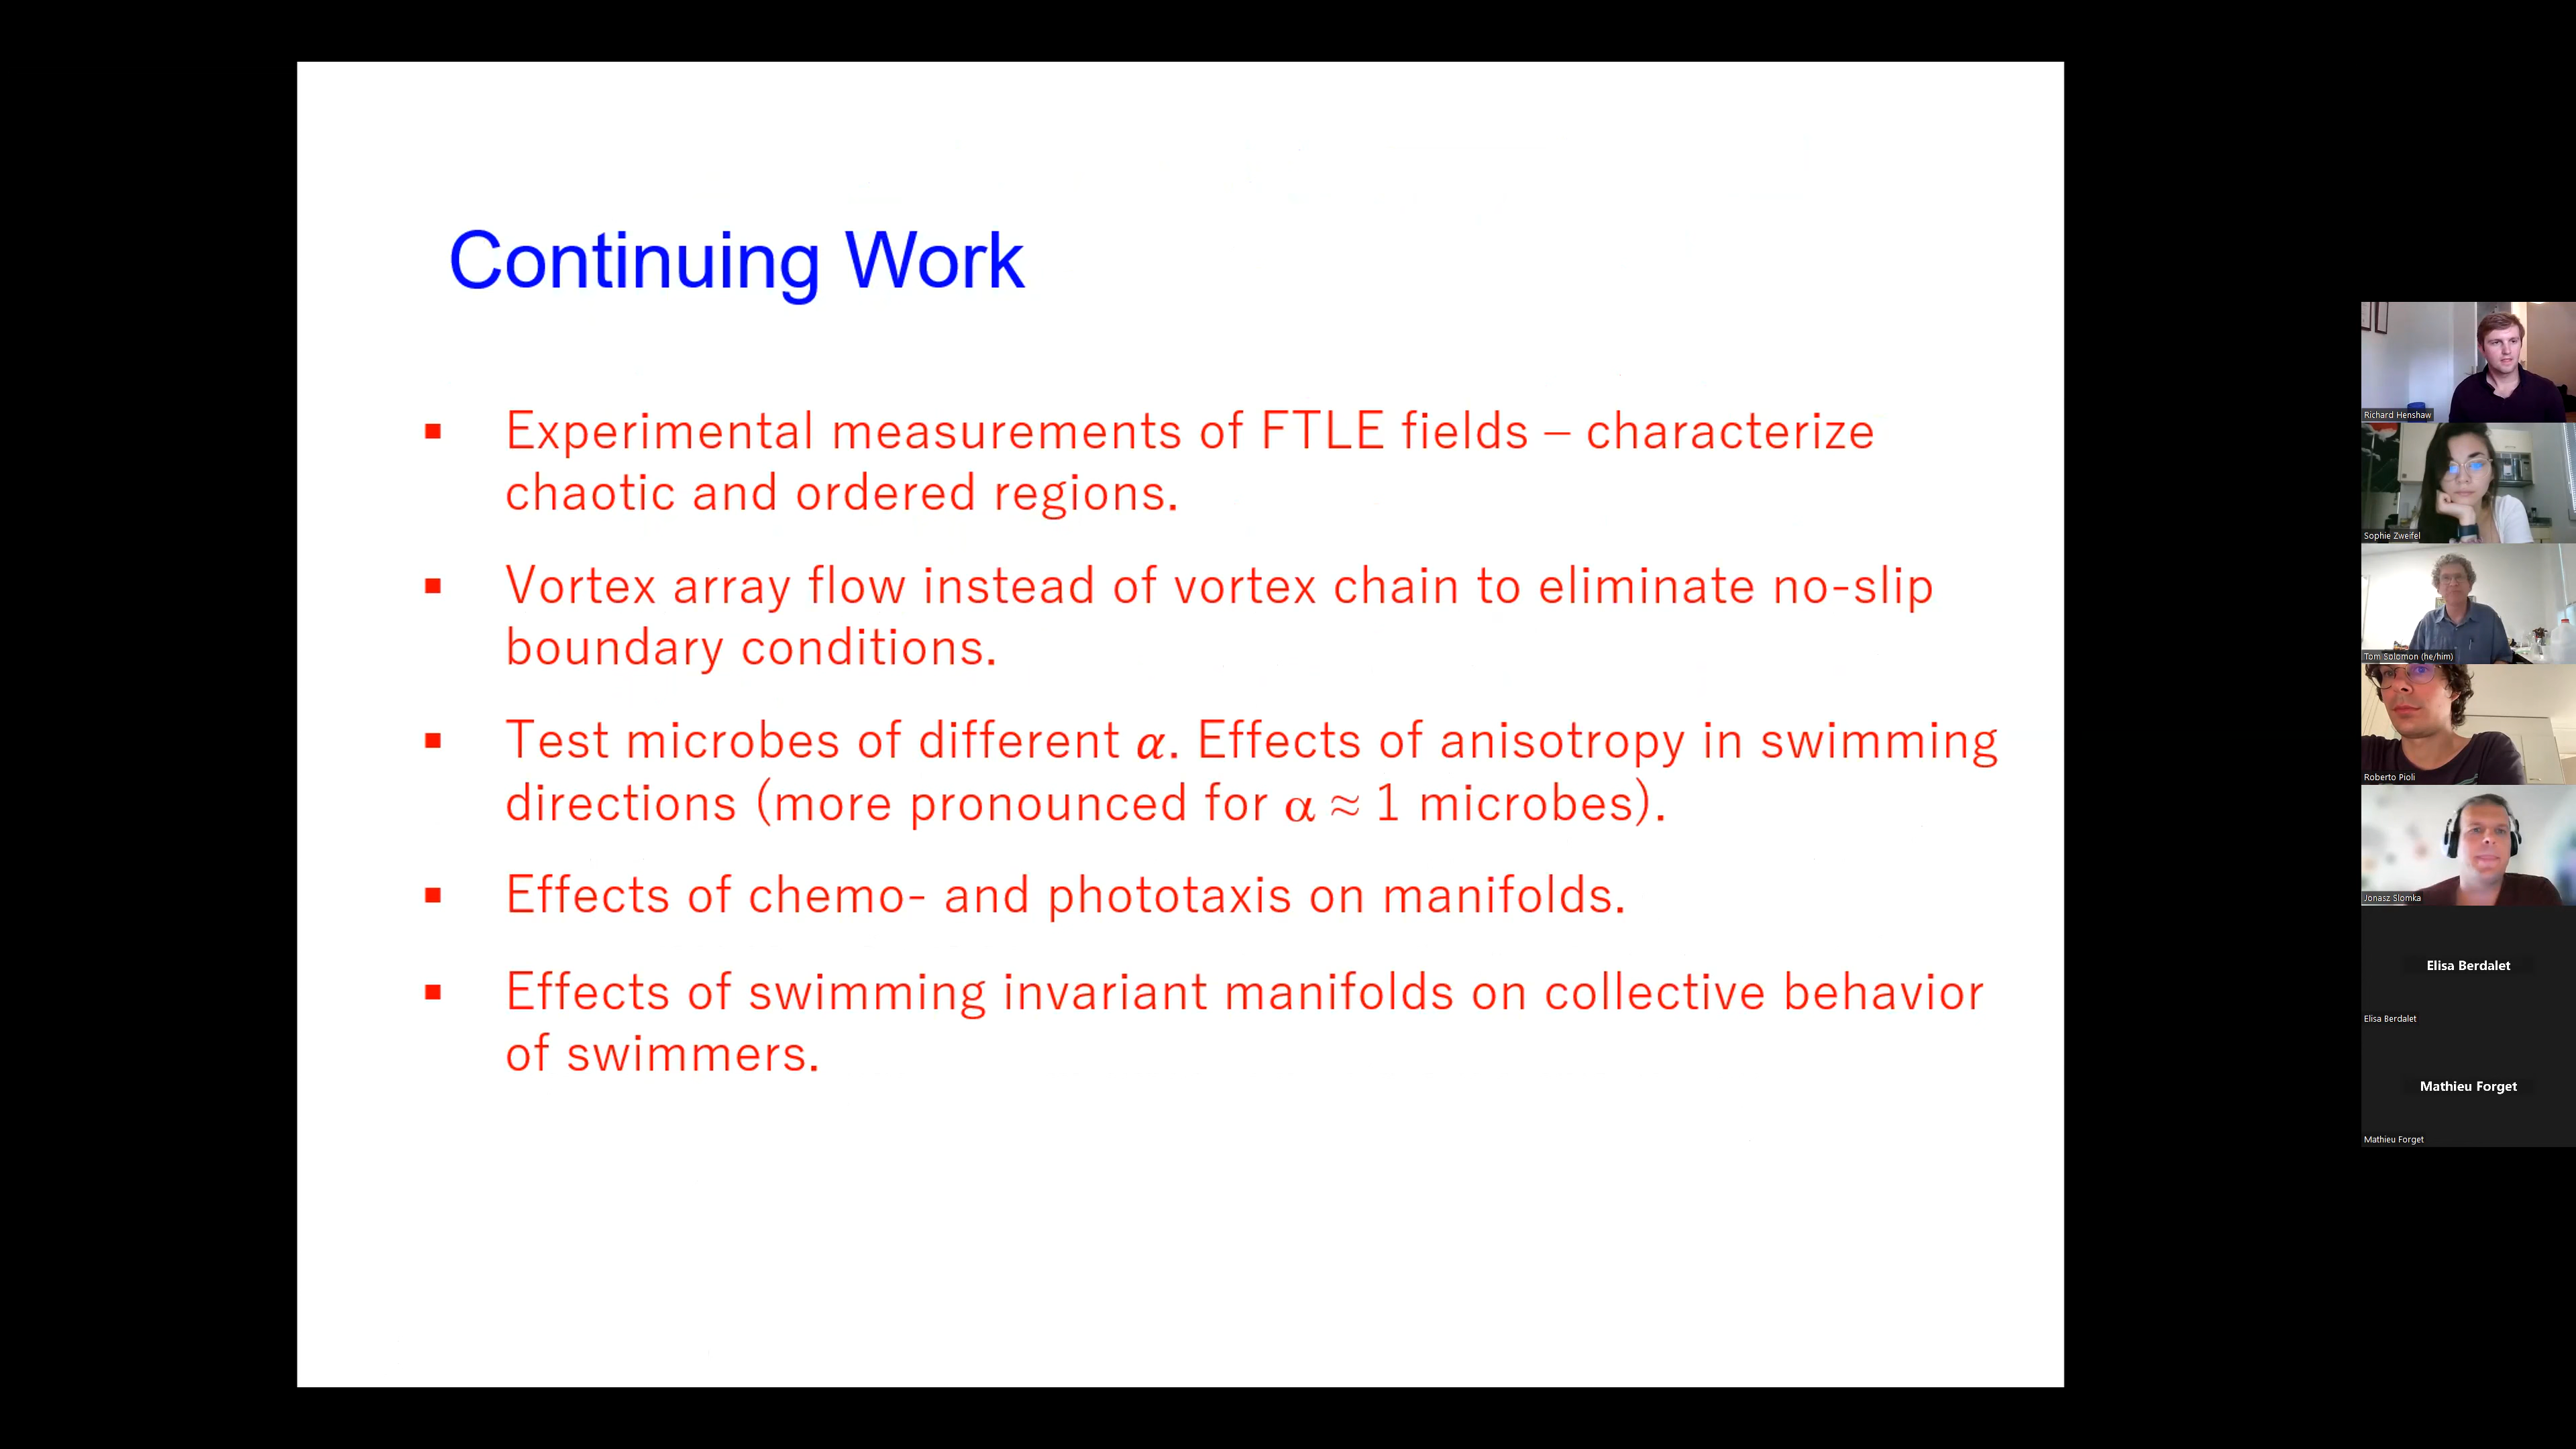 Continuing Work
▪ Experimental measurements of FTLE fields – characterize
chaotic and ordered regions.
▪ Vortex array flow instead of vortex chain to eliminate no-slip
boundary conditions.
▪ Test microbes of different α. Effects of anisotropy in swimming
directions (more pronounced for α ≈ 1 microbes).
▪ Effects of chemo- and phototaxis on manifolds.
▪ Effects of swimming invariant manifolds on collective behavior
of swimmers.
Richard Henshaw
Sophie Zweifel
Tom Solomon (he/him)
Roberto Pioli
Jonasz Slomka
Elisa Berdalet
Elisa Berdalet
Mathieu Forget
Mathieu Forget